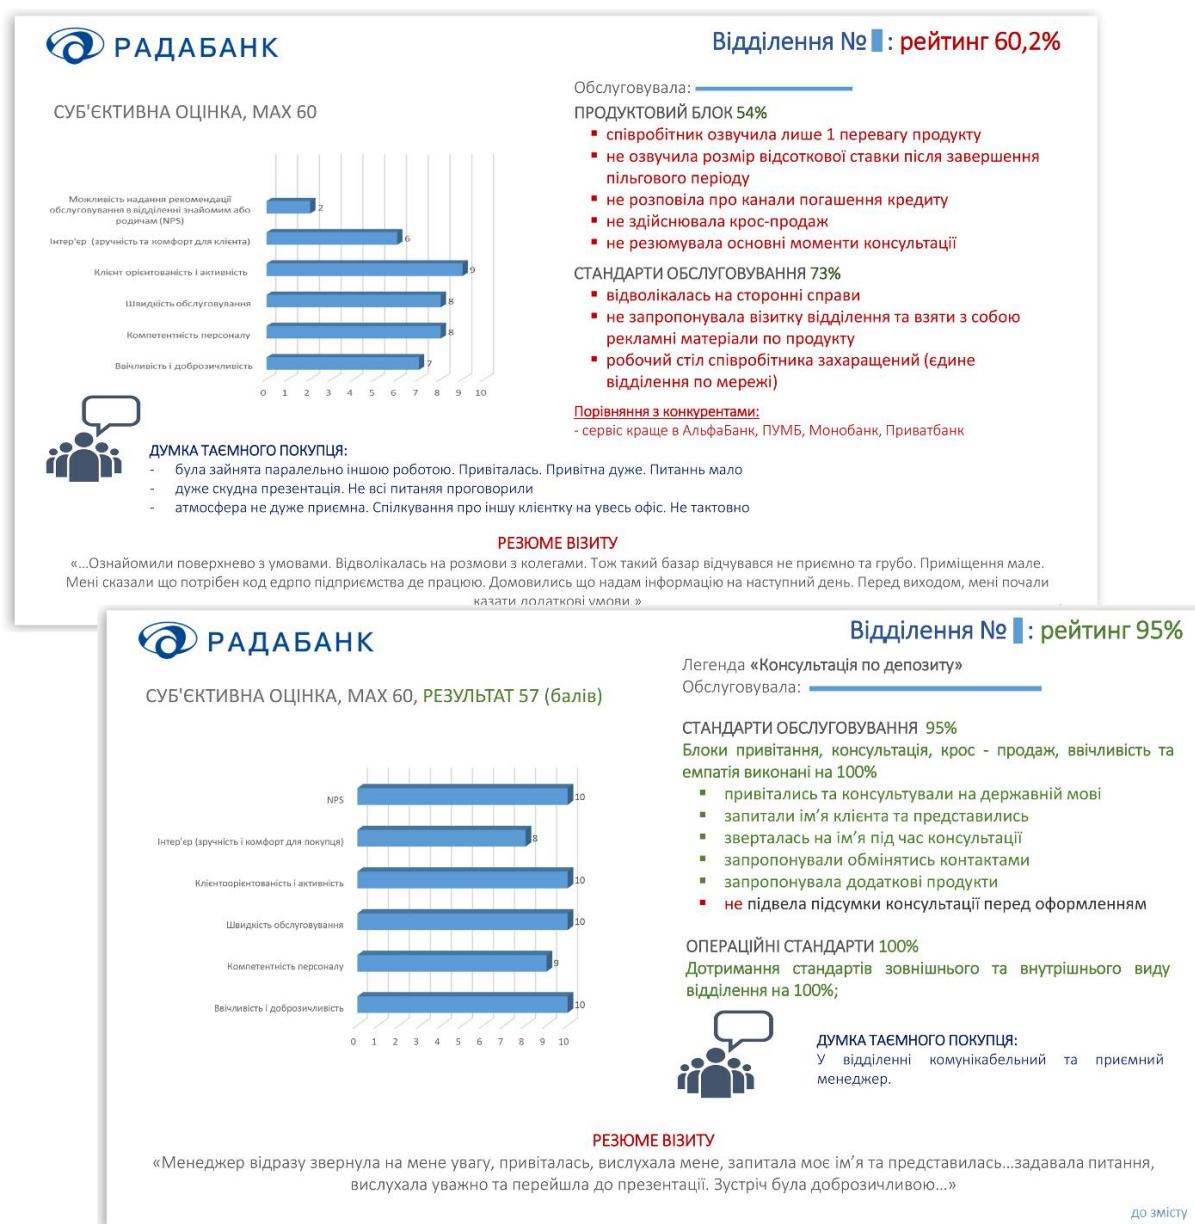 РАДАБАНК
Відділення № : рейтинг 60,2%
СУБ'ЄКТИВНА ОЦІНКА, MAX 60
Можливість надання рекомендації
обслуговування в відділенні знайомим або
родичам (NPS)
2
Інтер'єр (зручність та комфорт для клієнта)
6
Клієнт орієнтованість і активність
9
Швидкість обслуговування
8
Компетентність персоналу
8
Ввічливість і доброзичливість
7
0 1 2 3 4 5 6 7 8 9 10
Обслуговувала:
ПРОДУКТОВИЙ БЛОК 54%
▪ співробітник озвучила лише 1 перевагу продукту
▪ не озвучила розмір відсоткової ставки після завершення
пільгового періоду
▪ не розповіла про канали погашення кредиту
▪ не здійснювала крос-продаж
▪ не резюмувала основні моменти консультації
СТАНДАРТИ ОБСЛУГОВУВАННЯ 73%
▪ відволікалась на сторонні справи
▪ не запропонувала візитку відділення та взяти з собою
рекламні матеріали по продукту
▪ робочий стіл співробітника захаращений (єдине
відділення по мережі)
Порівняння з конкурентами:
- сервіс краще в АльфаБанк, ПУМБ, Монобанк, Приватбанк
ДУМКА ТАЄМНОГО ПОКУПЦЯ:
- була зайнята паралельно іншою роботою. Привіталась. Привітна дуже. Питаннь мало
- дуже скудна презентація. Не всі питаняя проговорили
- атмосфера не дуже приємна. Спілкування про іншу клієнтку на увесь офіс. Не тактовно
РЕЗЮМЕ ВІЗИТУ
«...Ознайомили поверхнево з умовами. Відволікалась на розмови з колегами. Тож такий базар відчувався не приємно та грубо. Приміщення мале.
Мені сказали що потрібен код едрпо підприємства де працюю. Домовились що надам інформацію на наступний день. Перед виходом, мені почали
казати додаткові умови.»
РАДАБАНК
Відділення № : рейтинг 95%
СУБ'ЄКТИВНА ОЦІНКА, MAX 60, РЕЗУЛЬТАТ 57 (балів)
NPS
10
Інтер'єр (зручність і комфорт для покупця)
8
Клієнтоорієнтованість і активність
10
Швидкість обслуговування
10
Компетентність персоналу
9
Ввічливість і доброзичливість
10
0 1 2 3 4 5 6 7 8 9 10
Легенда «Консультація по депозиту»
Обслуговувала:
СТАНДАРТИ ОБСЛУГОВУВАННЯ 95%
Блоки привітання, консультація, крос - продаж, ввічливість та
емпатія виконані на 100%
▪ привітались та консультували на державній мові
▪ запитали ім'я клієнта та представились
▪ зверталась на ім'я під час консультації
▪ запропонували обмінятись контактами
▪ запропонувала додаткові продукти
▪ не підвела підсумки консультації перед оформленням
ОПЕРАЦІЙНІ СТАНДАРТИ 100%
Дотримання стандартів зовнішнього та внутрішнього виду
відділення на 100%;
ДУМКА ТАЄМНОГО ПОКУПЦЯ:
У відділенні комунікабельний та приємний
менеджер.
РЕЗЮМЕ ВІЗИТУ
«Менеджер відразу звернула на мене увагу, привіталась, вислухала мене, запитала моє ім'я та представилась...задавала питання,
вислухала уважно та перейшла до презентації. Зустріч була доброзичливою...»
до змісту